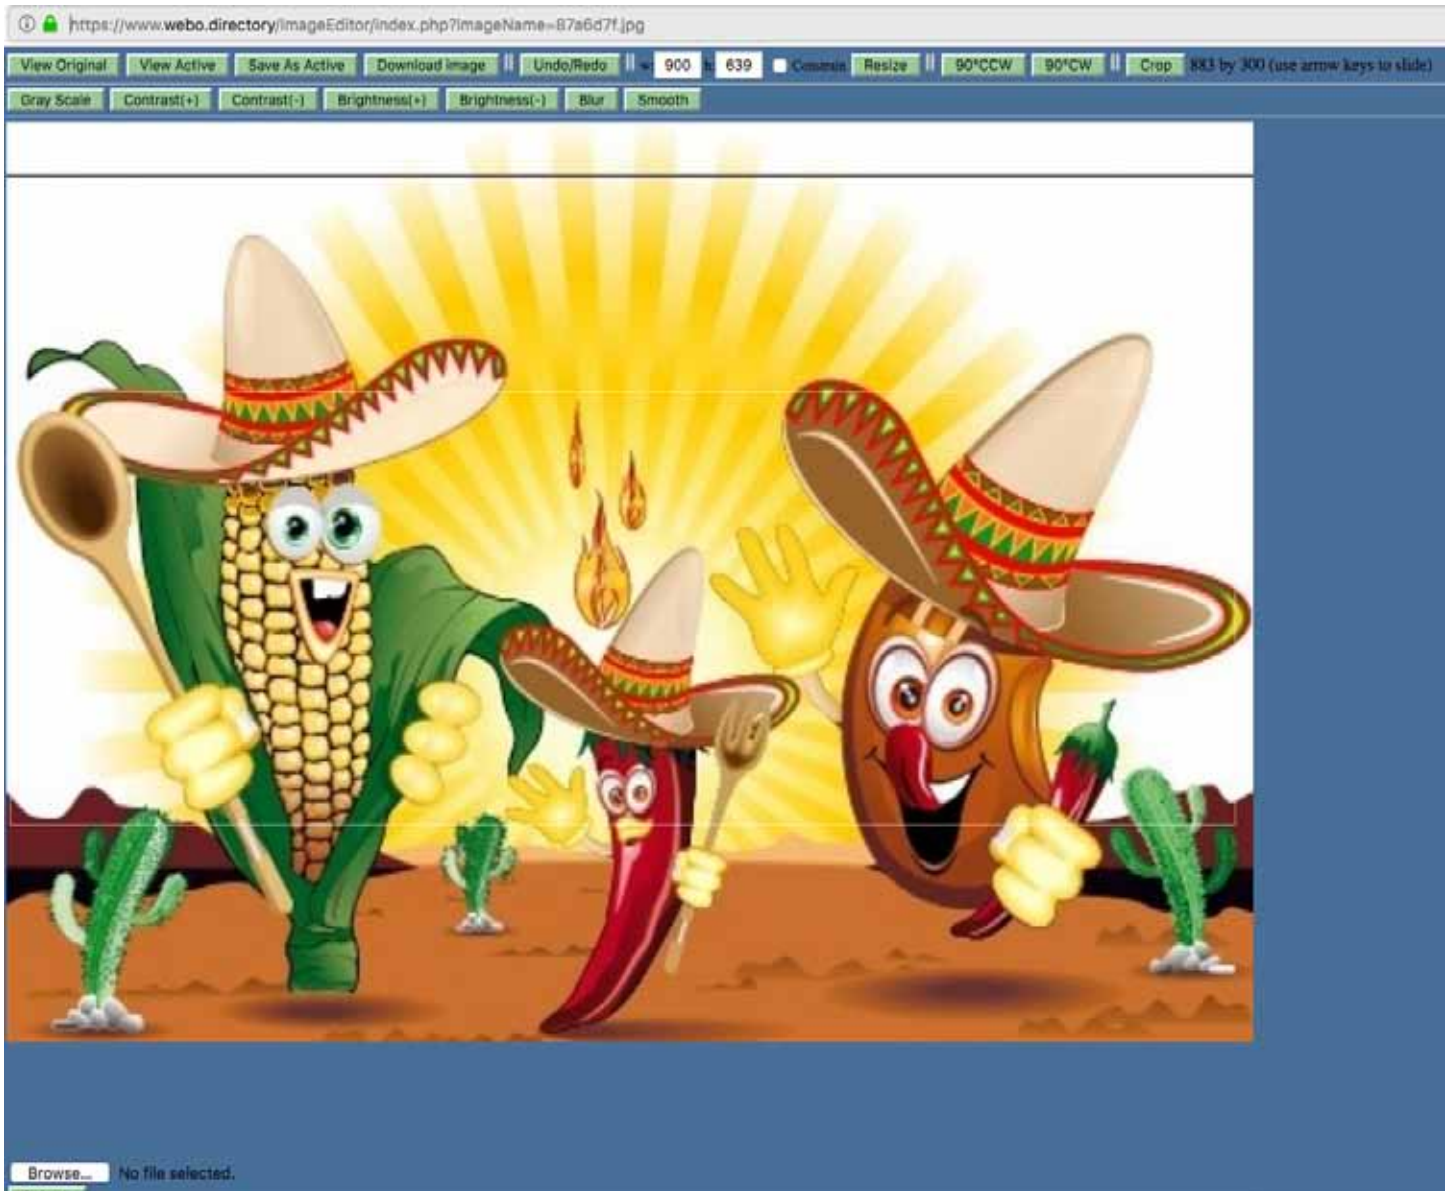 https://www.webo.directory/ImageEditor/index.php?ImageName=87a6d7f.jpg
View Original View Active Save As Active Download image || Undo/Redo || w: 900 h: 639 Resize || 90°CCW 90°CW || Crop 883 by 300 (use arrow keys to slide)
Gray Scale Contrast(+) Contrast(-) Brightness(+) Brightness(-) Blur Smooth
Browse... No file selected.